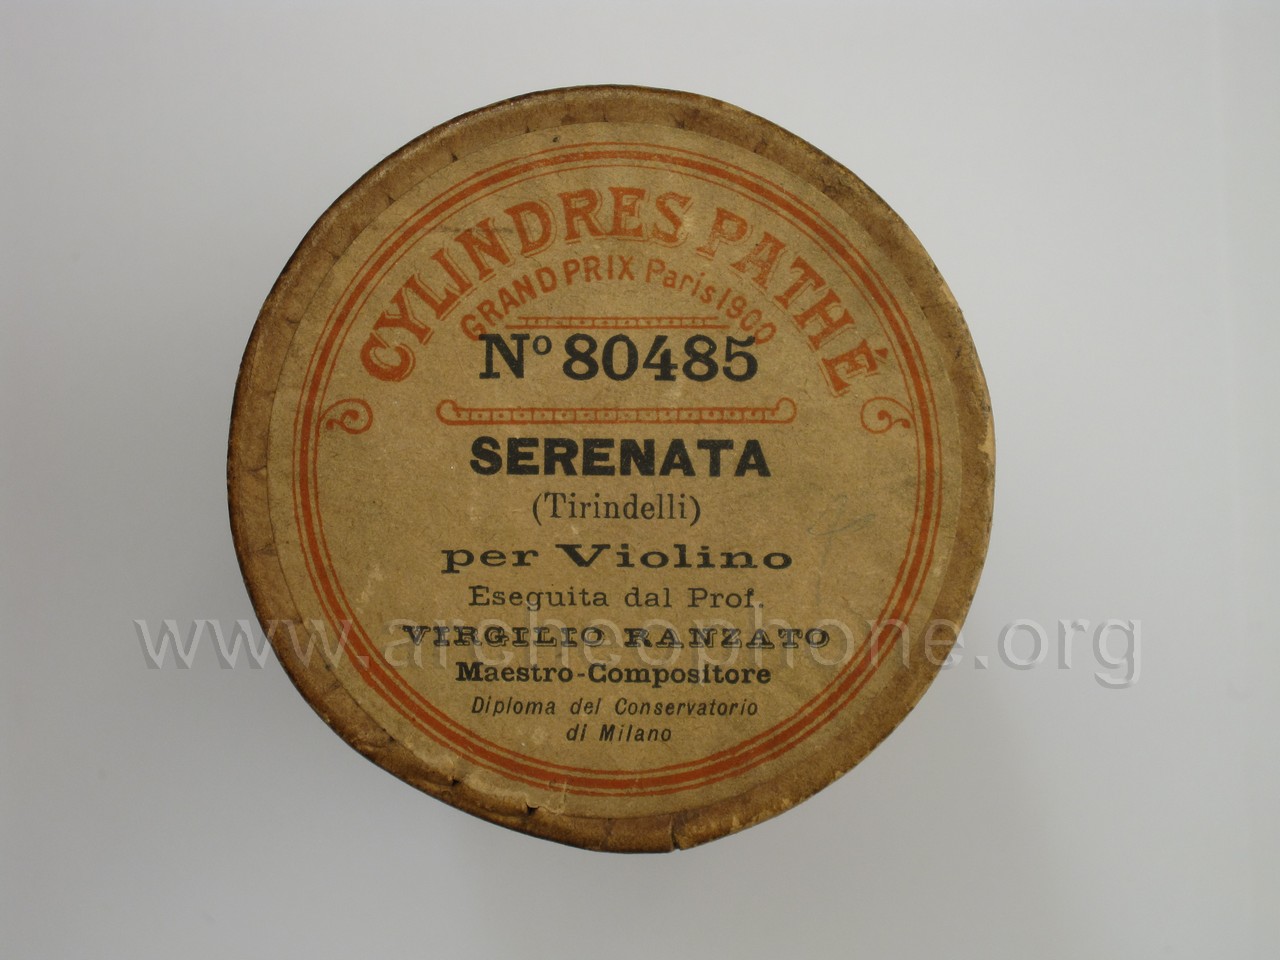 CYLINDRES PATHÉ
GRAND PRIX Paris 1900
Nº 80485
SERENATA
(Tirindelli)
per Violino
Eseguita dal Prof.
VIRGILIO RANZATO
www.archeophone.org
Maestro-Compositore
Diploma del Conservatorio
di Milano